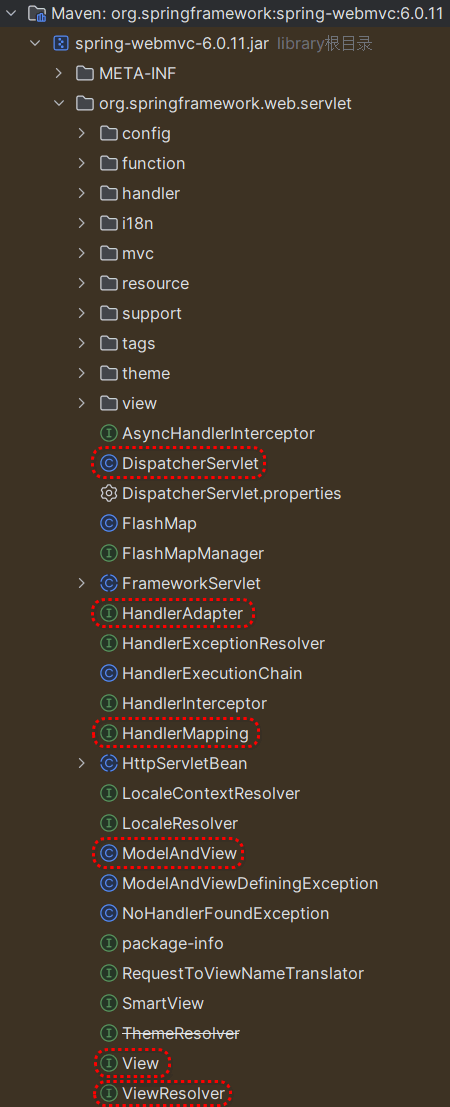 Maven: org.springframework:spring-webmvc:6.0.11
spring-webmvc-6.0.11.jar library根目录
META-INF
org.springframework.web.servlet
config
function
handler
i18n
mvc
resource
support
tags
theme
view
AsyncHandlerInterceptor
DispatcherServlet
DispatcherServlet.properties
FlashMap
FlashMapManager
FrameworkServlet
HandlerAdapter
HandlerExceptionResolver
HandlerExecutionChain
HandlerInterceptor
HandlerMapping
HttpServletBean
LocaleContextResolver
LocaleResolver
ModelAndView
ModelAndViewDefiningException
NoHandlerFoundException
package-info
RequestToViewNameTranslator
SmartView
ThemeResolver
View
ViewResolver